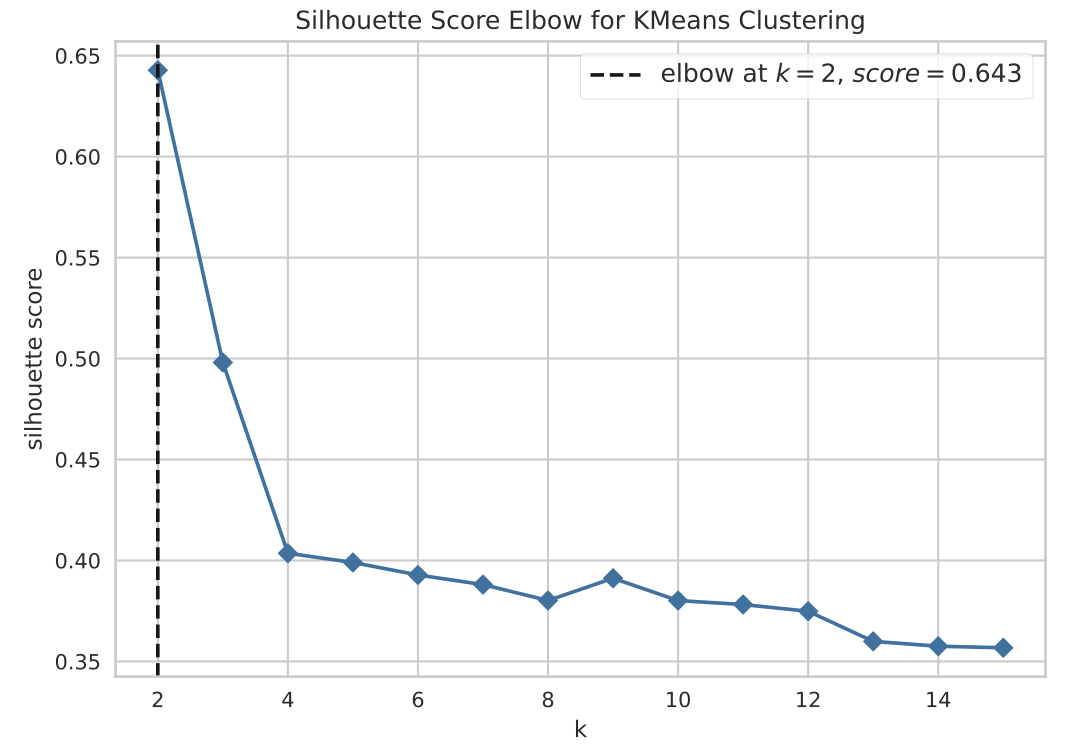 Silhouette Score Elbow for KMeans Clustering
elbow at k = 2, score = 0.643
silhouette score
0.65
0.60
0.55
0.50
0.45
0.40
0.35
2 4 6 8 10 12 14
k